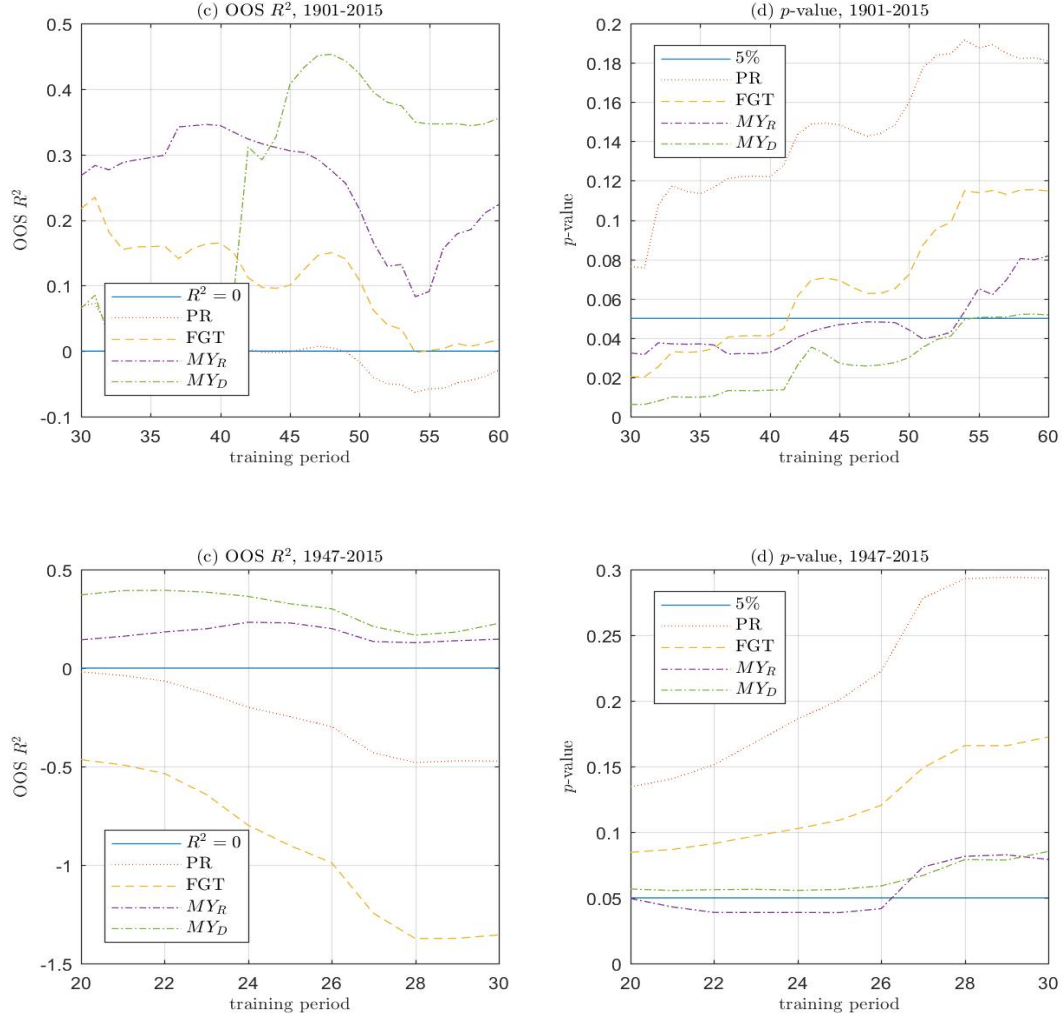 (c) OOS R², 1901-2015
0.5
0.4
0.3
0.2
0.1
0
-0.1
OOS R²
R² = 0
PR
FGT
MY_R
MY_D
30 35 40 45 50 55 60
training period
(d) p-value, 1901-2015
0.2
0.18
0.16
0.14
0.12
0.1
0.08
0.06
0.04
0.02
0
p-value
5%
PR
FGT
MY_R
MY_D
30 35 40 45 50 55 60
training period
(c) OOS R², 1947-2015
0.5
0
-0.5
-1
-1.5
OOS R²
R² = 0
PR
FGT
MY_R
MY_D
20 22 24 26 28 30
training period
(d) p-value, 1947-2015
0.3
0.25
0.2
0.15
0.1
0.05
0
p-value
5%
PR
FGT
MY_R
MY_D
20 22 24 26 28 30
training period